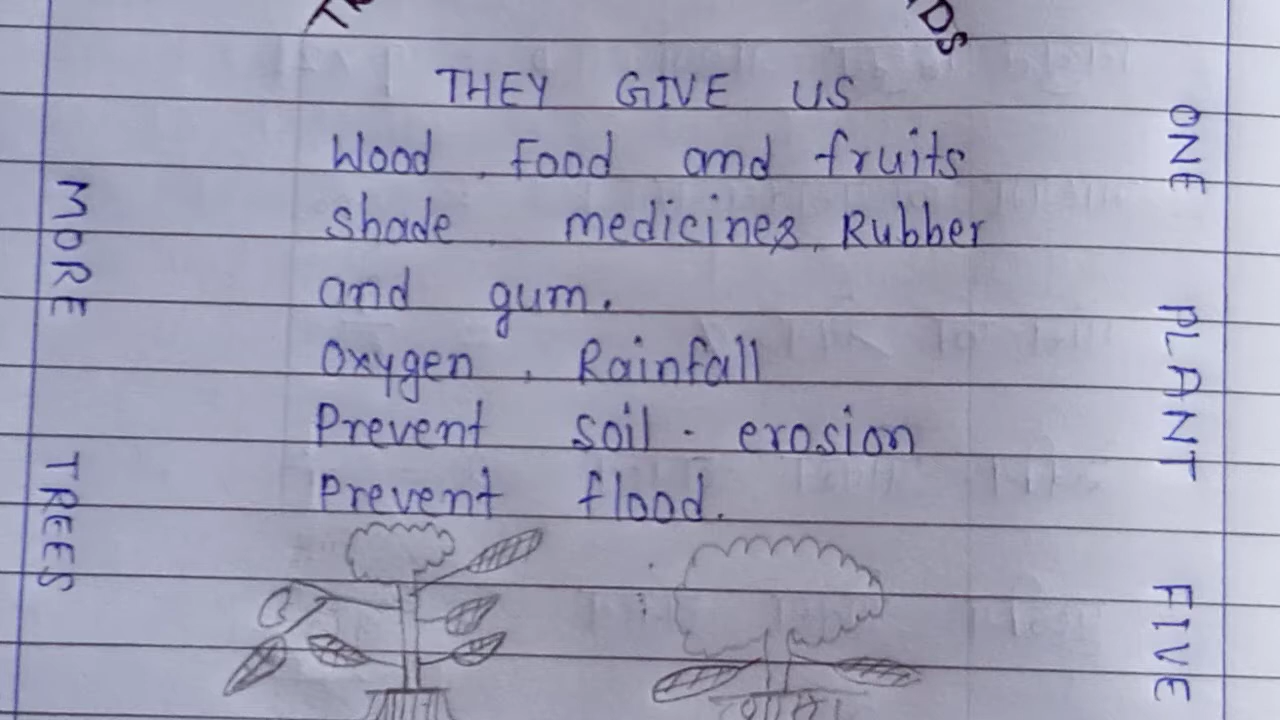 THEY GIVE US
Wood, Food and fruits
Shade, medicines, Rubber
and gum.
Oxygen, Rainfall
Prevent soil - erosion
Prevent flood.
MORE TREES
ONE PLANT FIVE